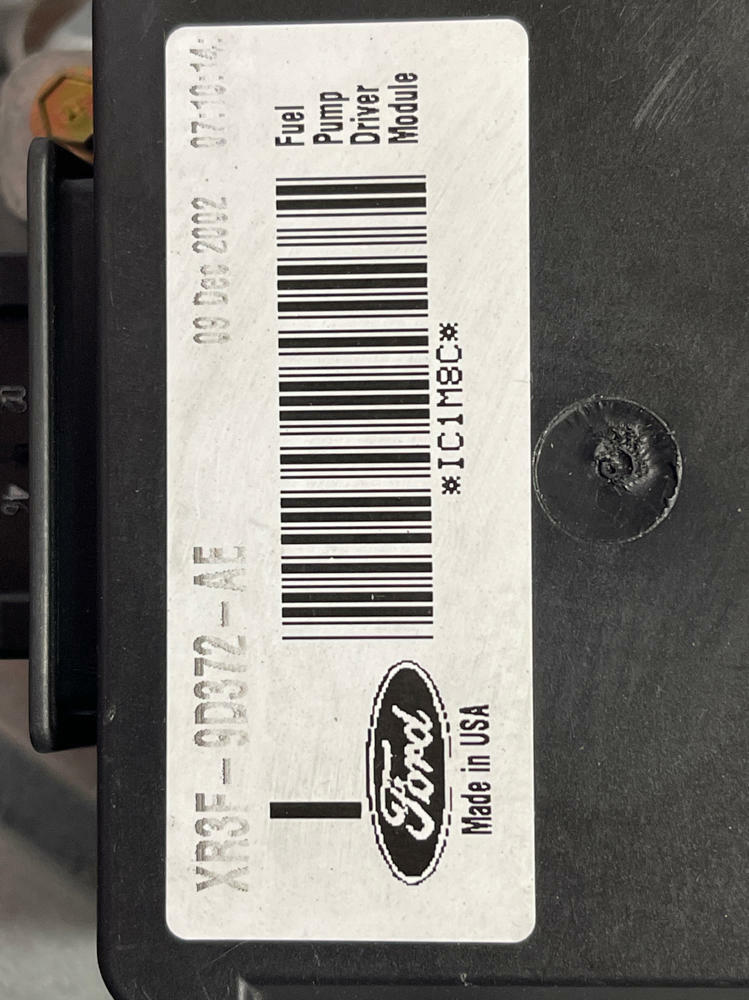 XR3F-9D372-AE
09 Dec 2002 07:10:14:
Fuel
Pump
Driver
Module
*IC1M8C*
Ford
Made in USA